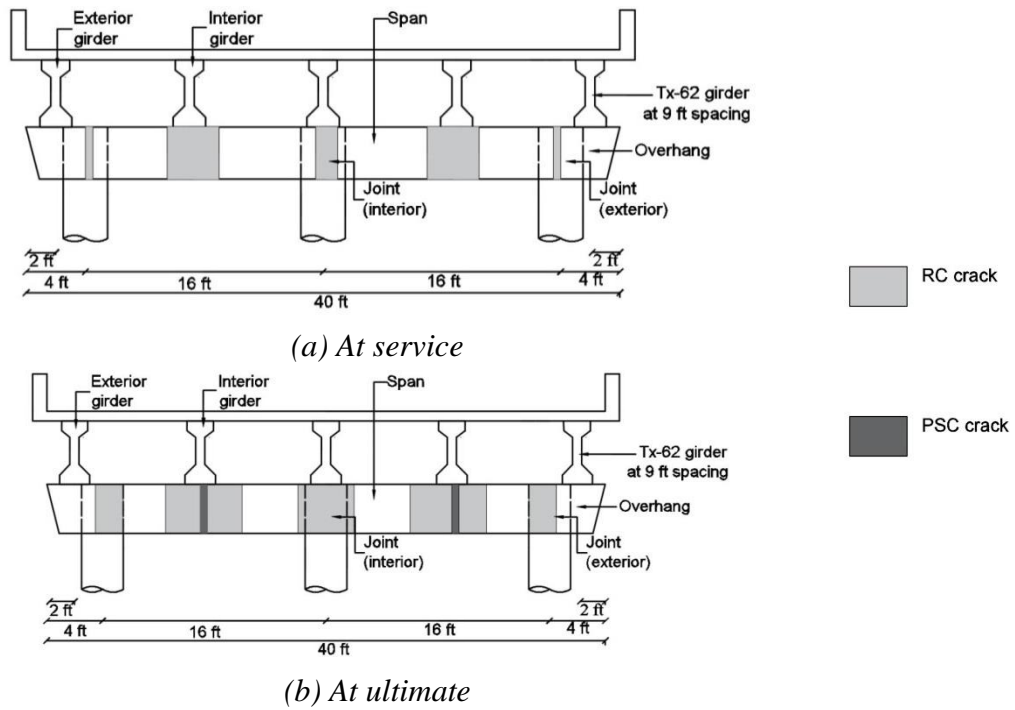 Exterior
girder
Interior
girder
Span
Tx-62 girder
at 9 ft spacing
Overhang
Joint
(interior)
Joint
(exterior)
2 ft
2 ft
4 ft
16 ft
16 ft
4 ft
40 ft
(a) At service
RC crack
Exterior
girder
Interior
girder
Span
PSC crack
Tx-62 girder
at 9 ft spacing
Overhang
Joint
(interior)
Joint
(exterior)
2 ft
2 ft
4 ft
16 ft
16 ft
4 ft
40 ft
(b) At ultimate